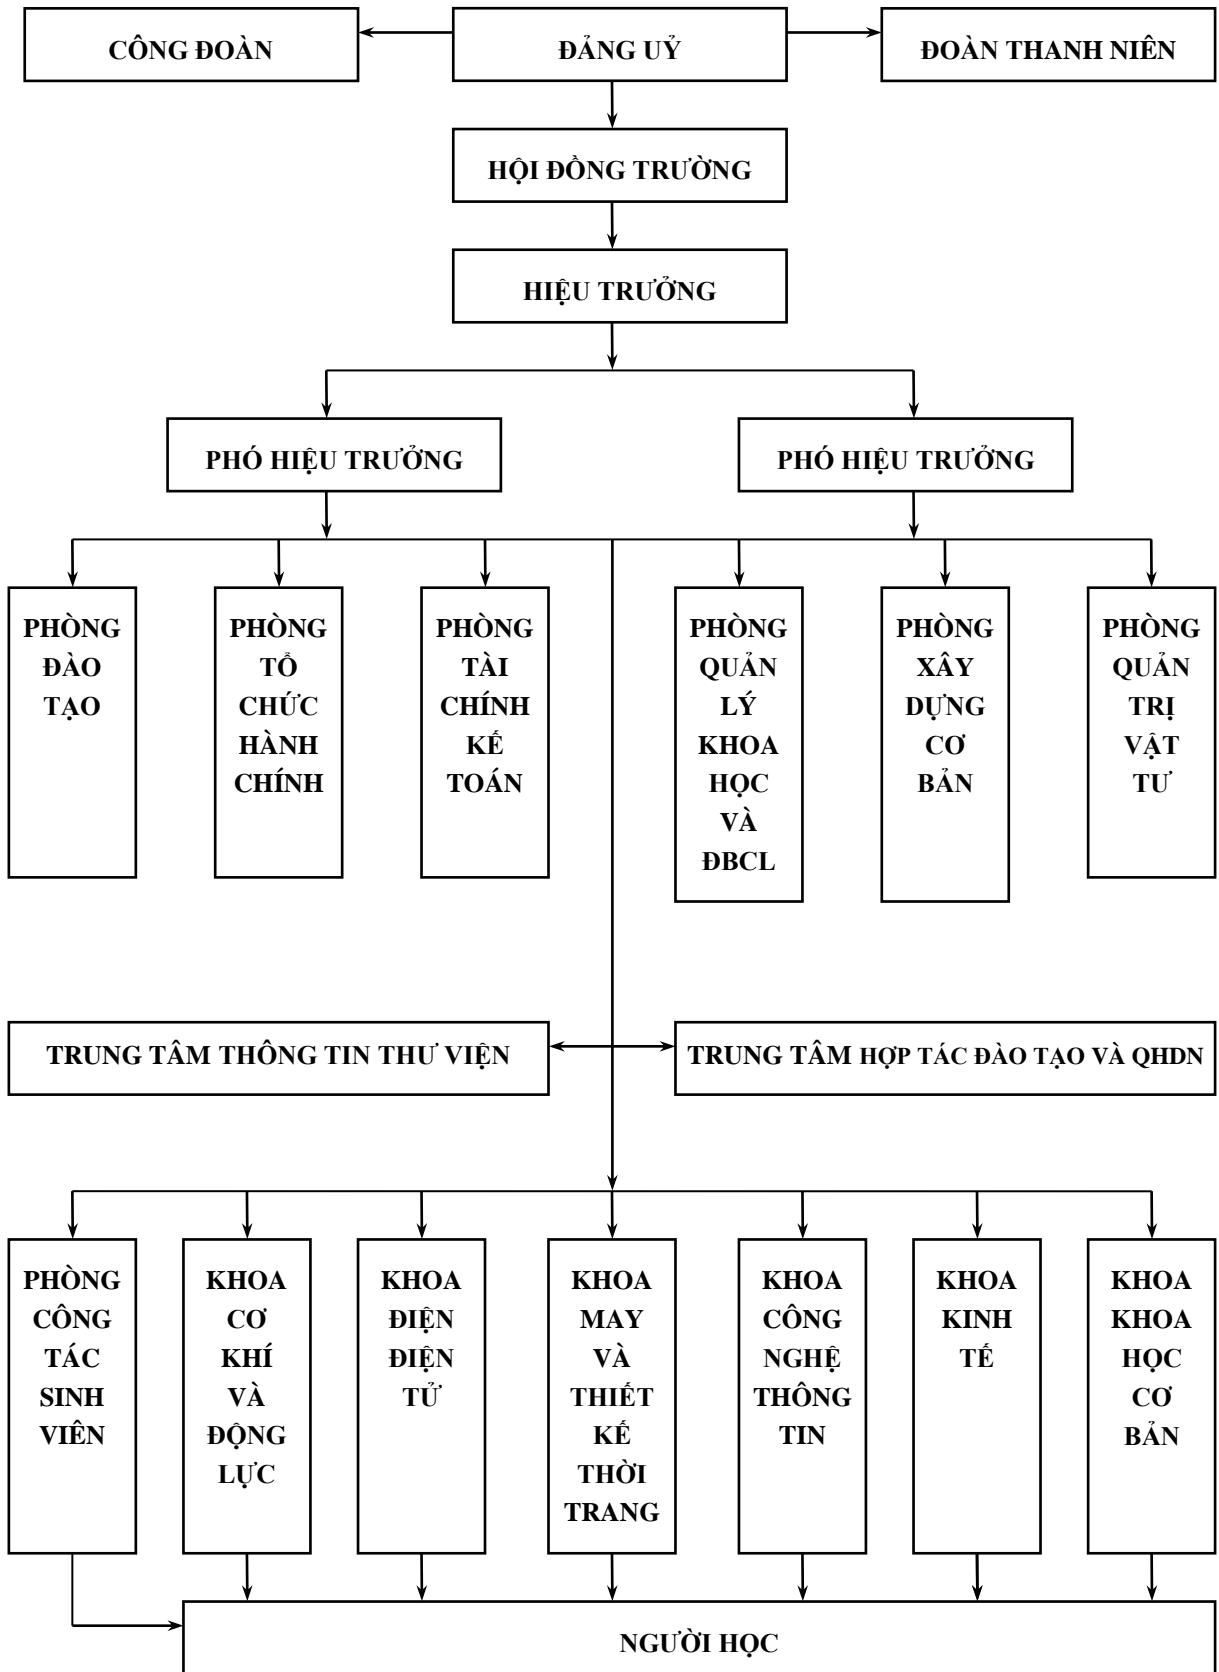 CÔNG ĐOÀN
ĐẢNG UỶ
ĐOÀN THANH NIÊN
HỘI ĐỒNG TRƯỜNG
HIỆU TRƯỞNG
PHÓ HIỆU TRƯỞNG
PHÓ HIỆU TRƯỞNG
PHÒNG
ĐÀO
TẠO
PHÒNG
TỔ
CHỨC
HÀNH
CHÍNH
PHÒNG
TÀI
CHÍNH
KẾ
TOÁN
PHÒNG
QUẢN
LÝ
KHOA
HỌC
VÀ
ĐBCL
PHÒNG
XÂY
DỰNG
CƠ
BẢN
PHÒNG
QUẢN
TRỊ
VẬT
TƯ
TRUNG TÂM THÔNG TIN THƯ VIỆN
TRUNG TÂM HỢP TÁC ĐÀO TẠO VÀ QHDN
PHÒNG
CÔNG
TÁC
SINH
VIÊN
KHOA
CƠ
KHÍ
VÀ
ĐỘNG
LỰC
KHOA
ĐIỆN
ĐIỆN
TỬ
KHOA
MAY
VÀ
THIẾT
KẾ
THỜI
TRANG
KHOA
CÔNG
NGHỆ
THÔNG
TIN
KHOA
KINH
TẾ
KHOA
KHOA
HỌC
CƠ
BẢN
NGƯỜI HỌC